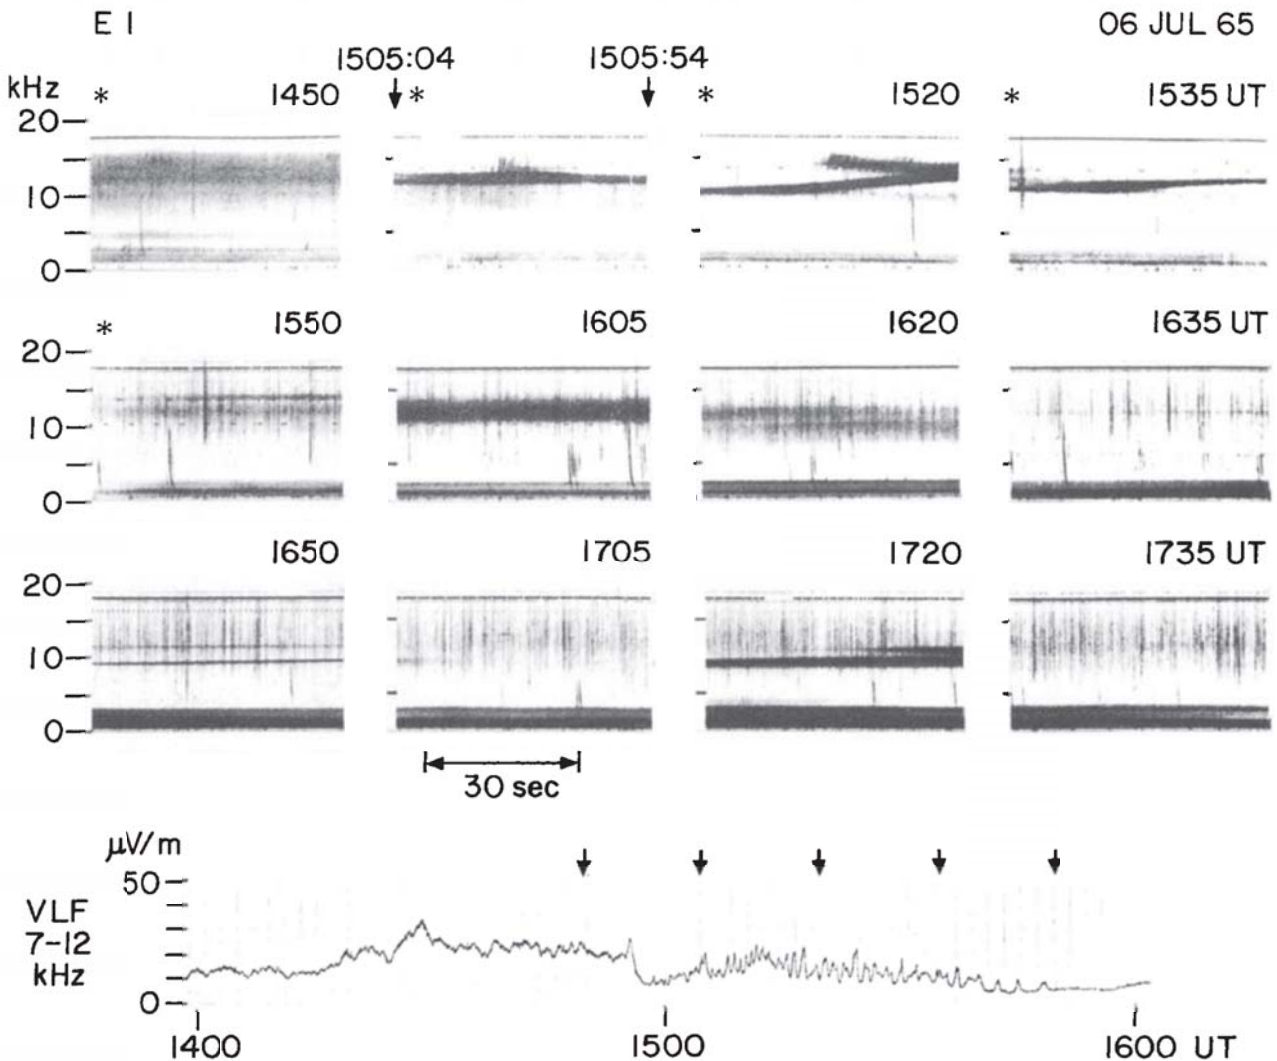 E I 06 JUL 65
1505:04 1505:54
kHz * 1450 * * 1520 * 1535 UT
20
10
0
* 1550 1605 1620 1635 UT
20
10
0
1650 1705 1720 1735 UT
20
10
0
30 sec
μV/m
50
VLF
7-12
kHz
0
1400 1500 1600 UT